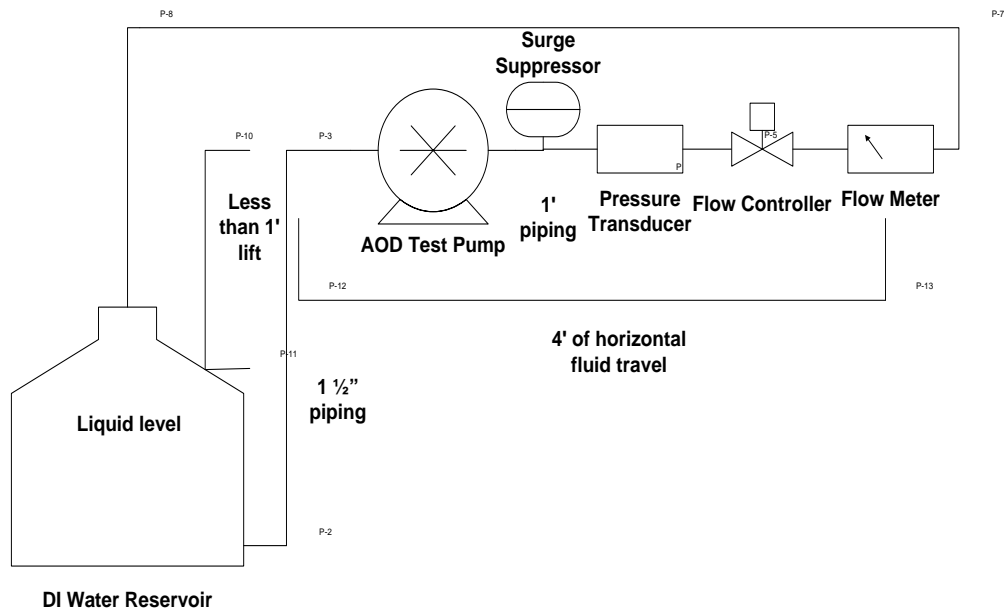 P-8
P-7
Surge
Suppressor
P-10
P-3
P-5
P
Less
than 1'
lift
AOD Test Pump
1'
piping
Pressure
Transducer
Flow Controller
Flow Meter
P-12
P-13
4' of horizontal
fluid travel
P-11
1 ½”
piping
Liquid level
P-2
DI Water Reservoir